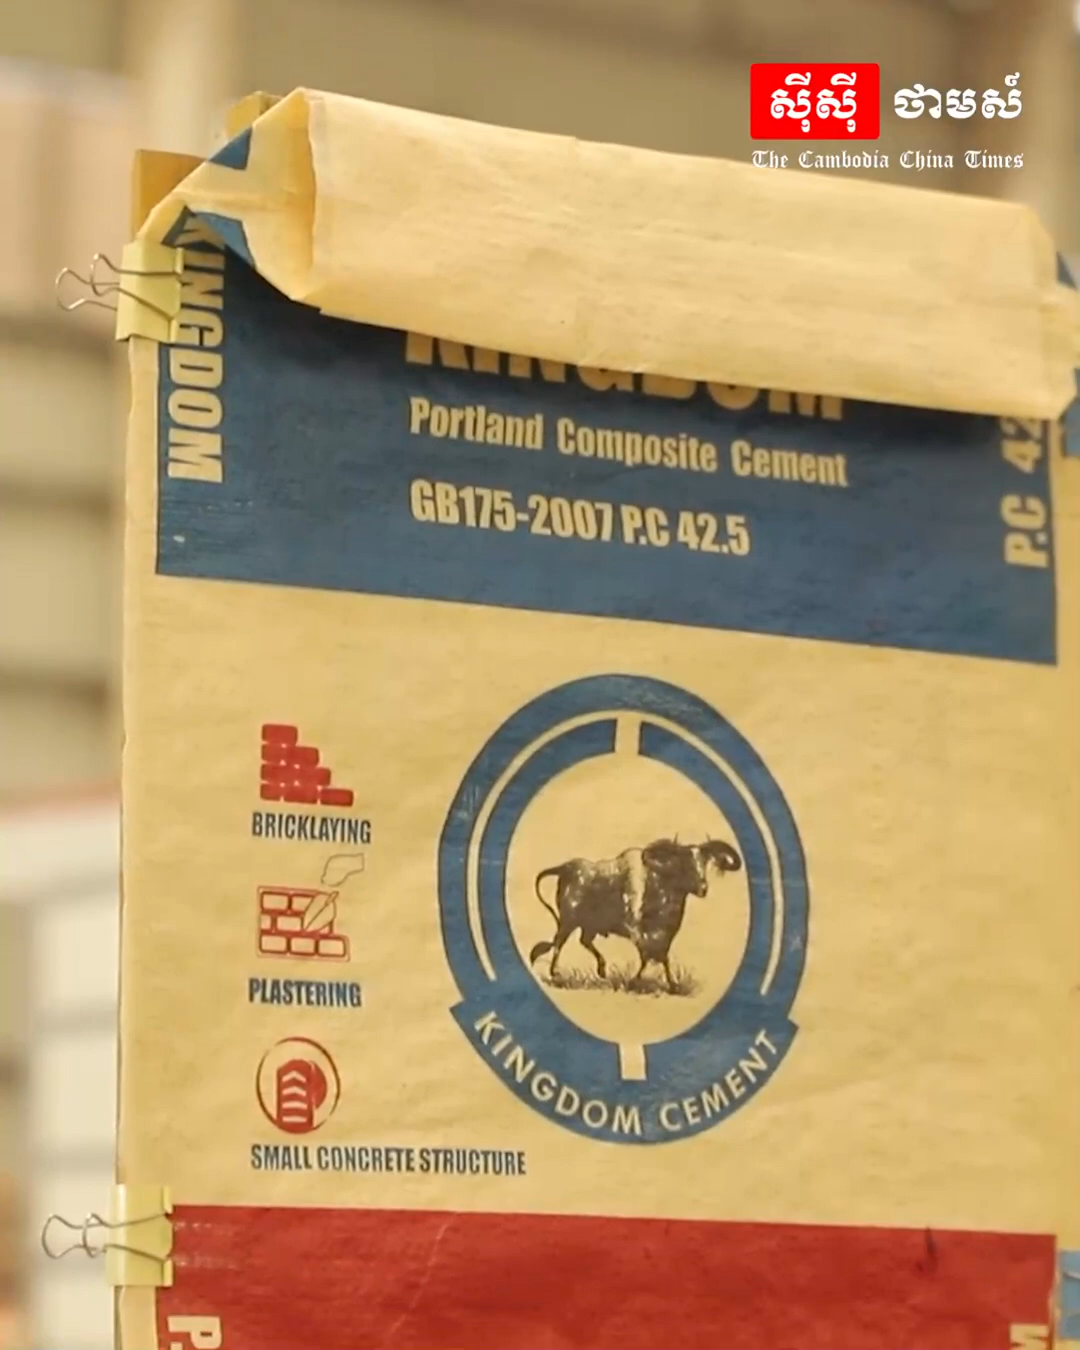 ស៊ីស៊ី ថាមស៍
The Cambodia China Times
KINGDOM
KINGDOM
Portland Composite Cement
GB175-2007 P.C 42.5
P.C 42
BRICKLAYING
PLASTERING
SMALL CONCRETE STRUCTURE
KINGDOM CEMENT
P.
M